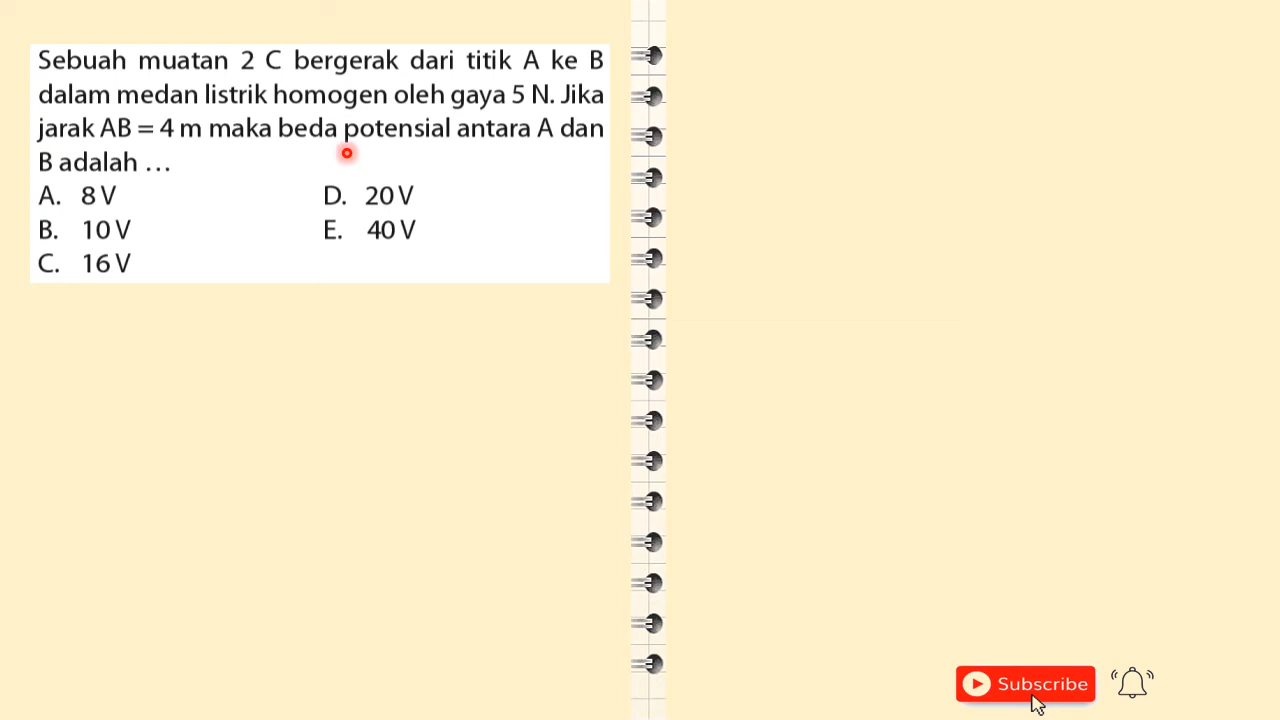 Sebuah muatan 2 C bergerak dari titik A ke B
dalam medan listrik homogen oleh gaya 5 N. Jika
jarak AB = 4 m maka beda potensial antara A dan
B adalah …
A. 8 V
B. 10 V
C. 16 V
D. 20 V
E. 40 V
Subscribe